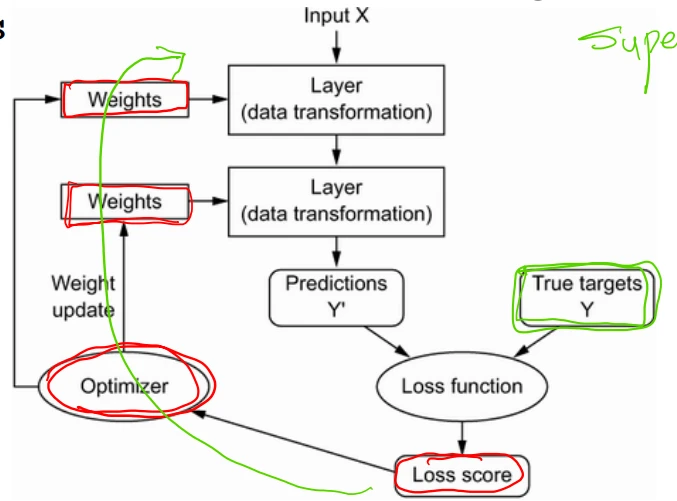 Input X
Supe
Weights
Layer
(data transformation)
Weights
Layer
(data transformation)
Weight
update
Predictions
Y'
True targets
Y
Optimizer
Loss function
Loss score